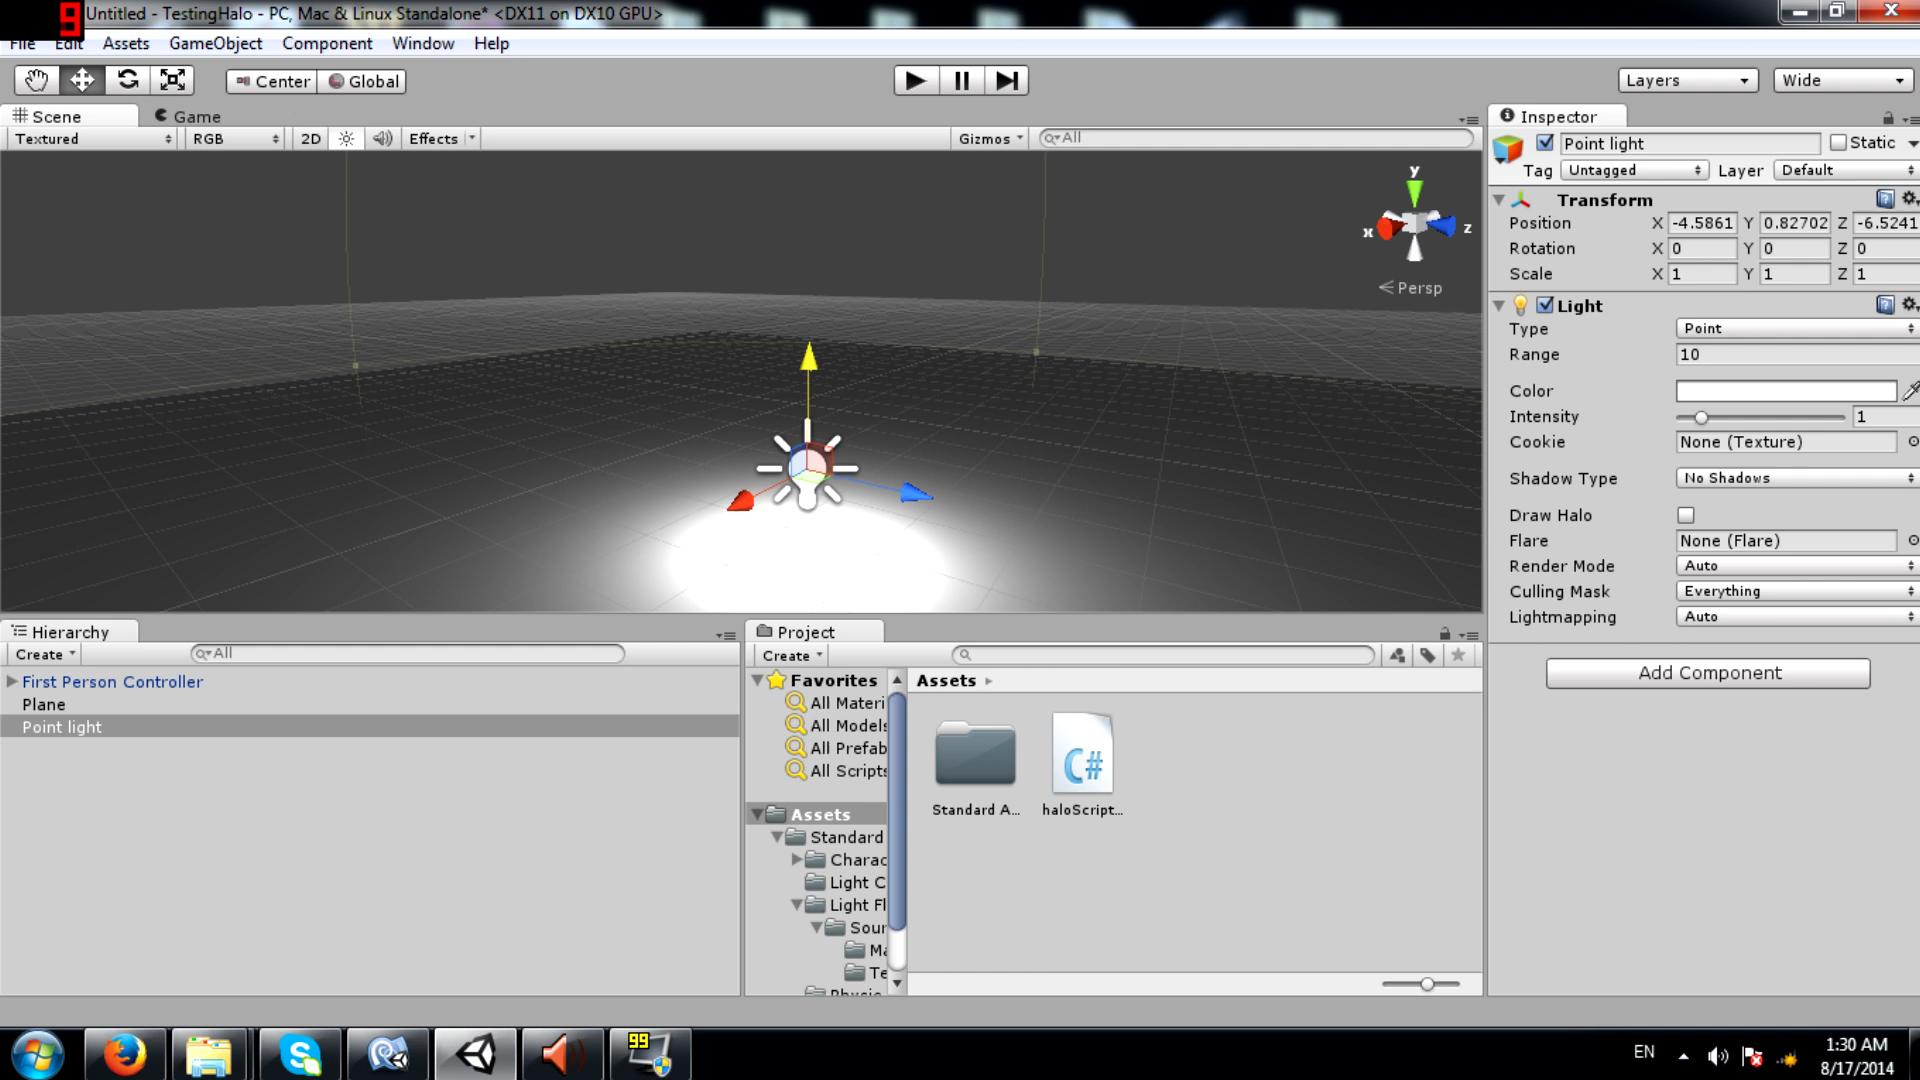 9
Untitled - TestingHalo - PC, Mac & Linux Standalone* <DX11 on DX10 GPU>
File Edit Assets GameObject Component Window Help
Center Global Layers Wide
Scene Game
Textured RGB 2D Effects Gizmos All
y
x z
Persp
Inspector
Point light Static
Tag Untagged Layer Default
Transform
Position X -4.5861 Y 0.82702 Z -6.5241
Rotation X 0 Y 0 Z 0
Scale X 1 Y 1 Z 1
Light
Type Point
Range 10
Color
Intensity 1
Cookie None (Texture)
Shadow Type No Shadows
Draw Halo
Flare None (Flare)
Render Mode Auto
Culling Mask Everything
Lightmapping Auto
Add Component
Hierarchy
Create All
First Person Controller
Plane
Point light
Project
Create
Favorites
All Materi
All Models
All Prefab
All Scripts
Assets
Standard
Charac
Light C
Light Fl
Sour
Ma
Te
Physic
Assets
Standard A...
haloScript...
C#
99
EN
1:30 AM
8/17/2014